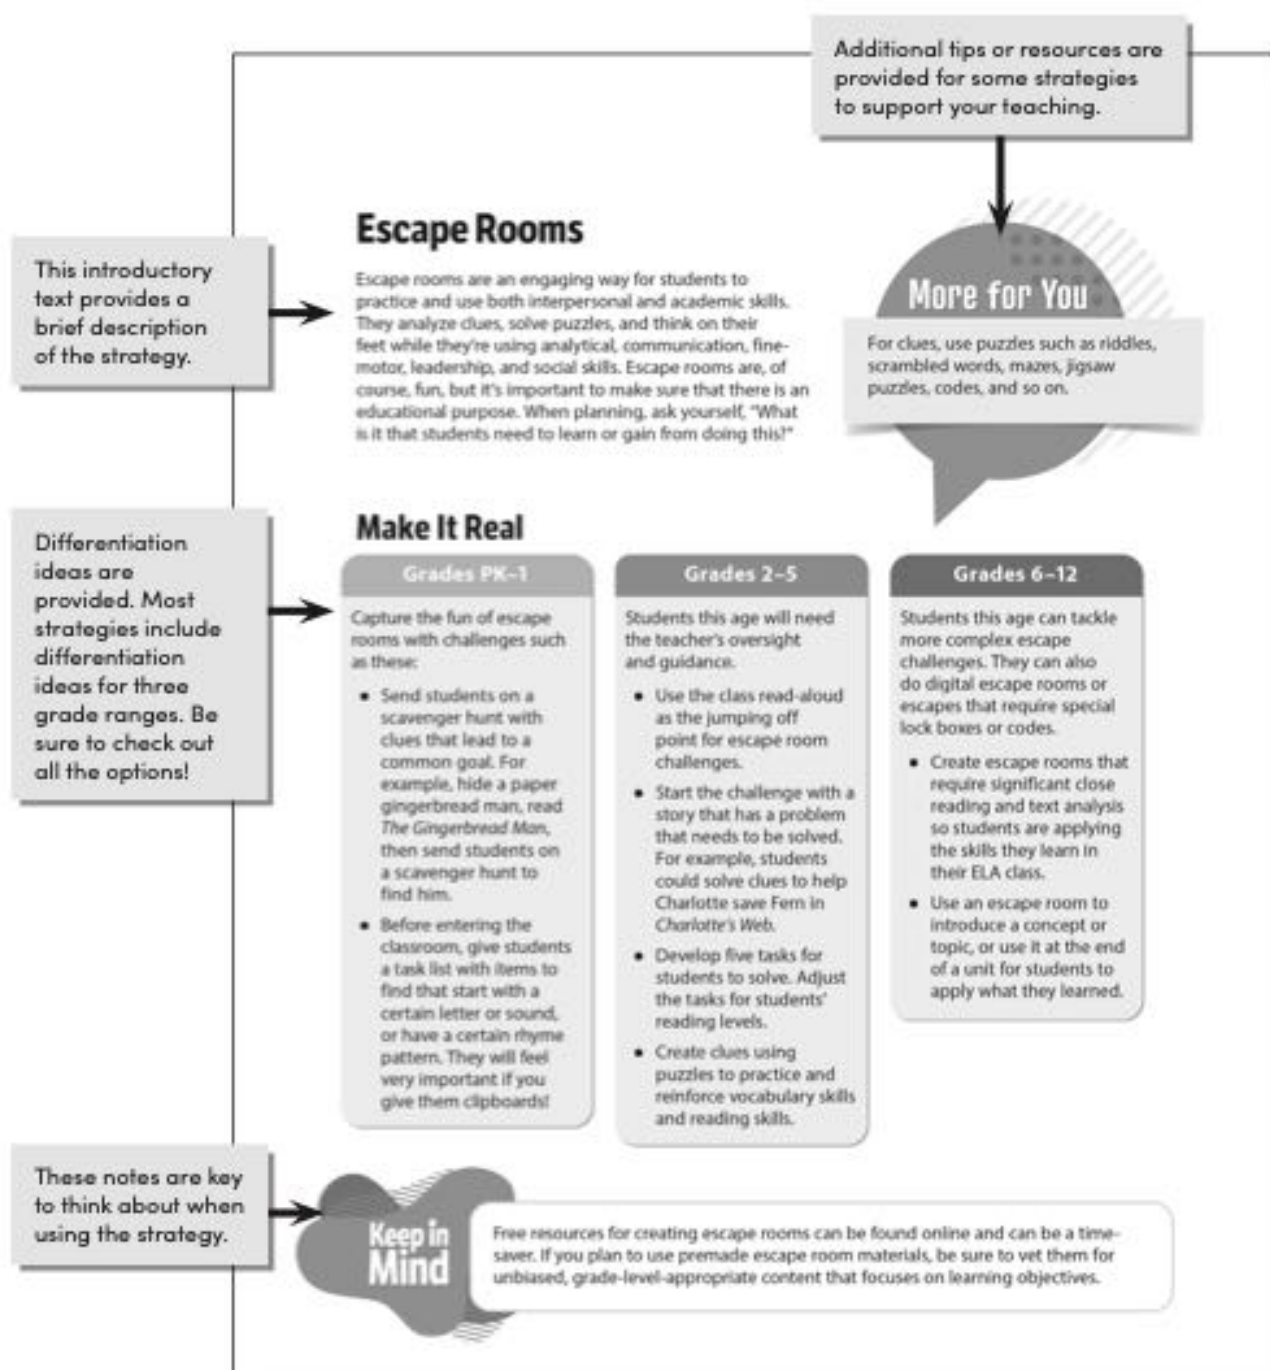 Additional tips or resources are
provided for some strategies
to support your teaching.
This introductory
text provides a
brief description
of the strategy.
Escape Rooms
Escape rooms are an engaging way for students to
practice and use both interpersonal and academic skills.
They analyze clues, solve puzzles, and think on their
feet while they're using analytical, communication, fine-
motor, leadership, and social skills. Escape rooms are, of
course, fun, but it's important to make sure that there is an
educational purpose. When planning, ask yourself, "What
is it that students need to learn or gain from doing this?"
More for You
For clues, use puzzles such as riddles,
scrambled words, mazes, jigsaw
puzzles, codes, and so on.
Differentiation
ideas are
provided. Most
strategies include
differentiation
ideas for three
grade ranges. Be
sure to check out
all the options!
Make It Real
Grades PK–1
Capture the fun of escape
rooms with challenges such
as these:
• Send students on a
scavenger hunt with
clues that lead to a
common goal. For
example, hide a paper
gingerbread man, read
The Gingerbread Man,
then send students on
a scavenger hunt to
find him.
• Before entering the
classroom, give students
a task list with items to
find that start with a
certain letter or sound,
or have a certain rhyme
pattern. They will feel
very important if you
give them clipboards!
Grades 2–5
Students this age will need
the teacher's oversight
and guidance.
• Use the class read-aloud
as the jumping off
point for escape room
challenges.
• Start the challenge with a
story that has a problem
that needs to be solved.
For example, students
could solve clues to help
Charlotte save Fern in
Charlotte's Web.
• Develop five tasks for
students to solve. Adjust
the tasks for students'
reading levels.
• Create clues using
puzzles to practice and
reinforce vocabulary skills
and reading skills.
Grades 6–12
Students this age can tackle
more complex escape
challenges. They can also
do digital escape rooms or
escapes that require special
lock boxes or codes.
• Create escape rooms that
require significant close
reading and text analysis
so students are applying
the skills they learn in
their ELA class.
• Use an escape room to
introduce a concept or
topic, or use it at the end
of a unit for students to
apply what they learned.
These notes are key
to think about when
using the strategy.
Keep in
Mind
Free resources for creating escape rooms can be found online and can be a time-
saver. If you plan to use premade escape room materials, be sure to vet them for
unbiased, grade-level-appropriate content that focuses on learning objectives.